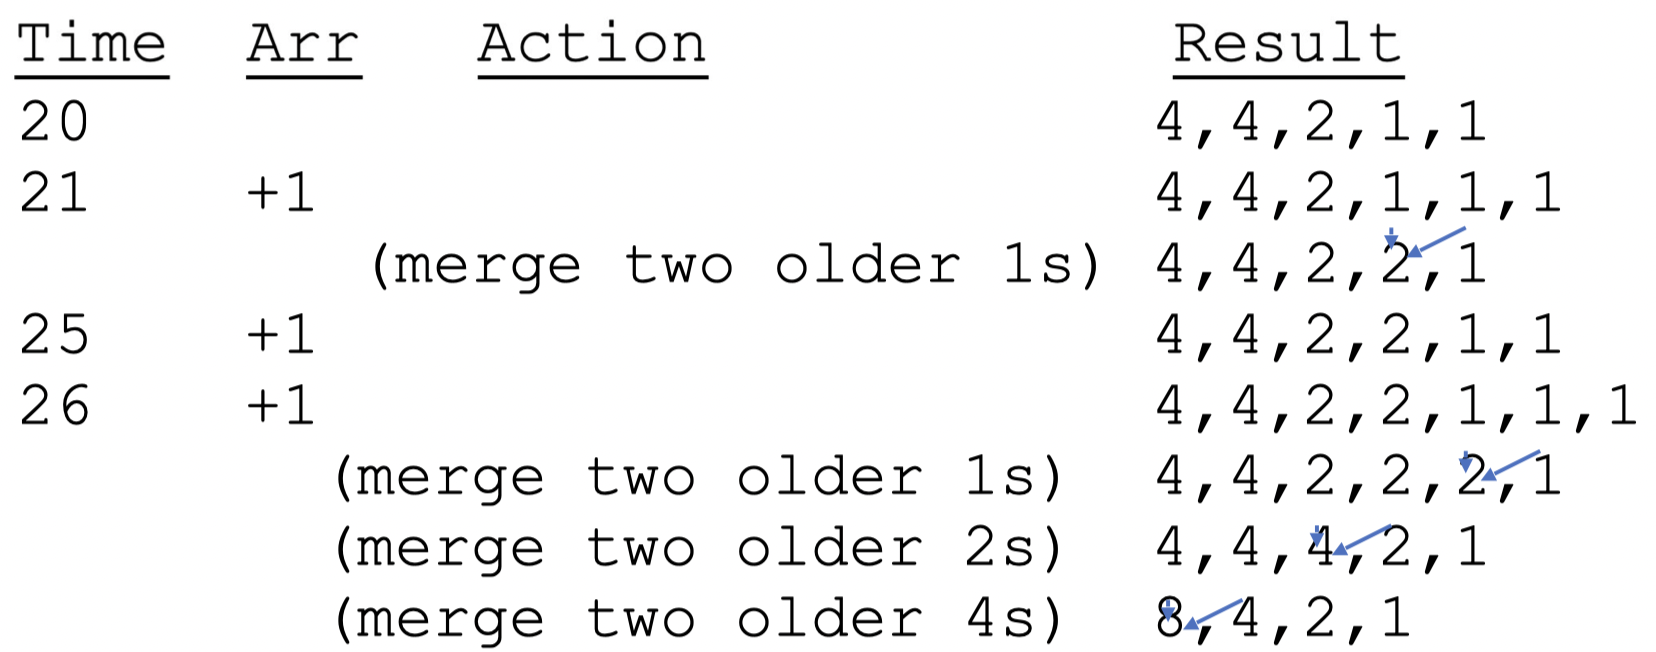 Time Arr Action Result
20 4,4,2,1,1
21 +1 4,4,2,1,1,1
(merge two older 1s) 4,4,2,2,1
25 +1 4,4,2,2,1,1
26 +1 4,4,2,2,1,1,1
(merge two older 1s) 4,4,2,2,2,1
(merge two older 2s) 4,4,4,2,1
(merge two older 4s) 8,4,2,1